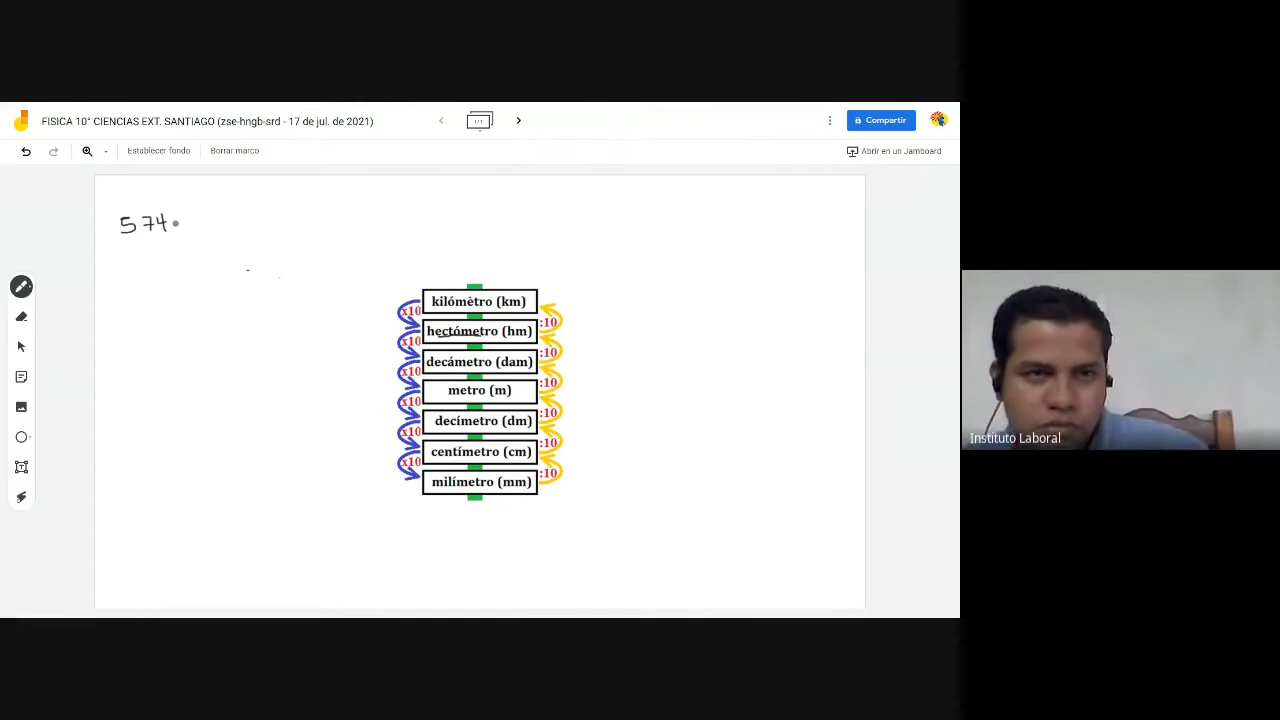 FISICA 10° CIENCIAS EXT. SANTIAGO (zse-hngb-srd - 17 de jul. de 2021)
1/1
Compartir
Establecer fondo
Borrar marco
Abrir en un Jamboard
574
kilómetro (km)
x10
:10
hectómetro (hm)
x10
:10
decámetro (dam)
x10
:10
metro (m)
x10
:10
decímetro (dm)
x10
:10
centímetro (cm)
x10
:10
milímetro (mm)
Instituto Laboral